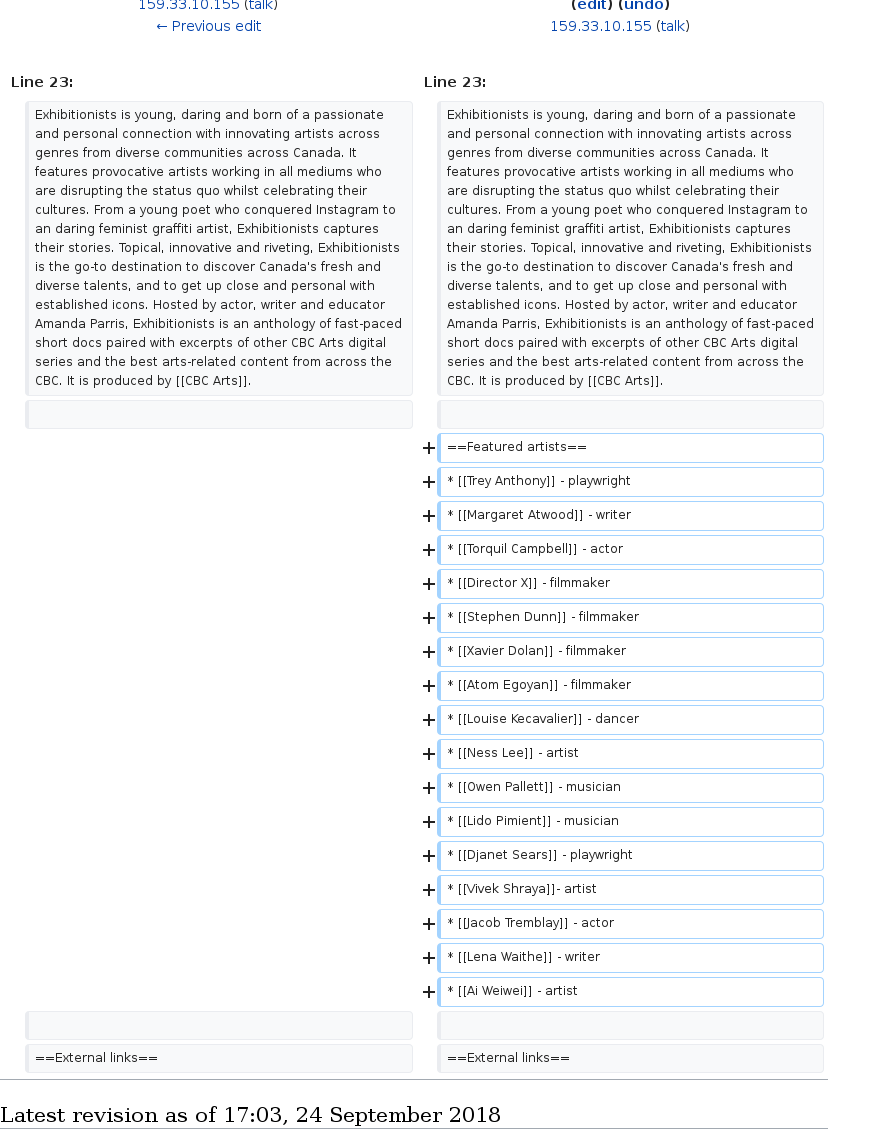 159.33.10.155 (talk)
(edit) (undo)
← Previous edit
159.33.10.155 (talk)
Line 23:
Line 23:
Exhibitionists is young, daring and born of a passionate
and personal connection with innovating artists across
genres from diverse communities across Canada. It
features provocative artists working in all mediums who
are disrupting the status quo whilst celebrating their
cultures. From a young poet who conquered Instagram to
an daring feminist graffiti artist, Exhibitionists captures
their stories. Topical, innovative and riveting, Exhibitionists
is the go-to destination to discover Canada's fresh and
diverse talents, and to get up close and personal with
established icons. Hosted by actor, writer and educator
Amanda Parris, Exhibitionists is an anthology of fast-paced
short docs paired with excerpts of other CBC Arts digital
series and the best arts-related content from across the
CBC. It is produced by [[CBC Arts]].
Exhibitionists is young, daring and born of a passionate
and personal connection with innovating artists across
genres from diverse communities across Canada. It
features provocative artists working in all mediums who
are disrupting the status quo whilst celebrating their
cultures. From a young poet who conquered Instagram to
an daring feminist graffiti artist, Exhibitionists captures
their stories. Topical, innovative and riveting, Exhibitionists
is the go-to destination to discover Canada's fresh and
diverse talents, and to get up close and personal with
established icons. Hosted by actor, writer and educator
Amanda Parris, Exhibitionists is an anthology of fast-paced
short docs paired with excerpts of other CBC Arts digital
series and the best arts-related content from across the
CBC. It is produced by [[CBC Arts]].
+ ==Featured artists==
+ * [[Trey Anthony]] - playwright
+ * [[Margaret Atwood]] - writer
+ * [[Torquil Campbell]] - actor
+ * [[Director X]] - filmmaker
+ * [[Stephen Dunn]] - filmmaker
+ * [[Xavier Dolan]] - filmmaker
+ * [[Atom Egoyan]] - filmmaker
+ * [[Louise Kecavalier]] - dancer
+ * [[Ness Lee]] - artist
+ * [[Owen Pallett]] - musician
+ * [[Lido Pimient]] - musician
+ * [[Djanet Sears]] - playwright
+ * [[Vivek Shraya]]- artist
+ * [[Jacob Tremblay]] - actor
+ * [[Lena Waithe]] - writer
+ * [[Ai Weiwei]] - artist
==External links==
==External links==
Latest revision as of 17:03, 24 September 2018